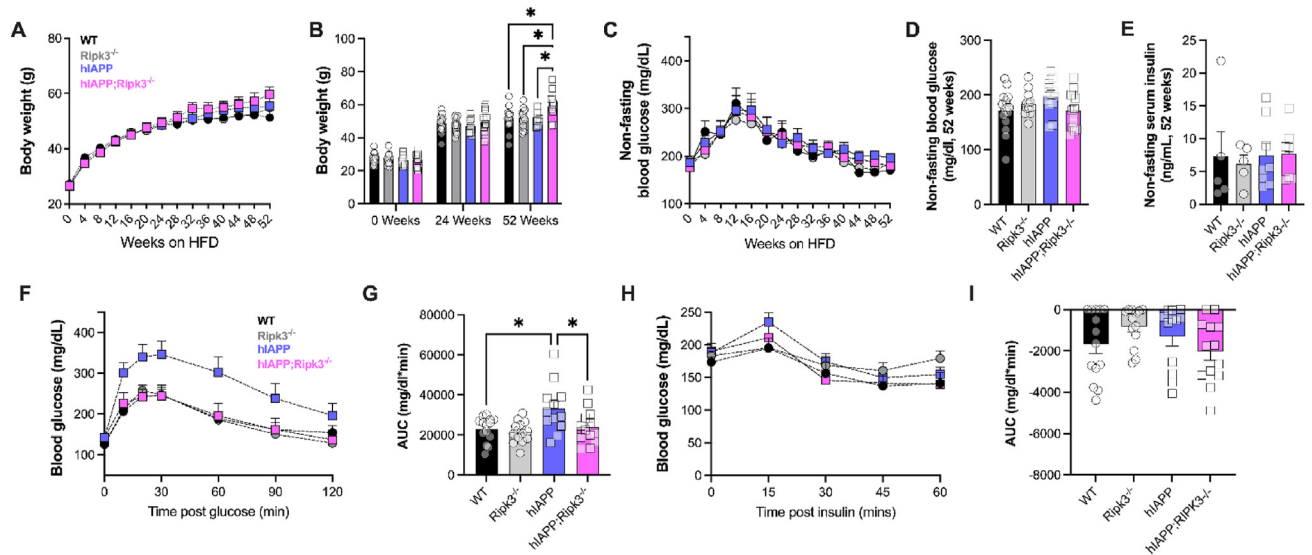 A
Body weight (g)
80
60
40
20
WT
Ripk3-/-
hIAPP
hIAPP;Ripk3-/-
0 4 8 12 16 20 24 28 32 36 40 44 48 52
Weeks on HFD
B
Body weight (g)
100
80
60
40
20
0
* * *
0 Weeks 24 Weeks 52 Weeks
C
Non-fasting
blood glucose (mg/dL)
400
300
200
100
0 4 8 12 16 20 24 28 32 36 40 44 48 52
Weeks on HFD
D
Non-fasting blood glucose
(mg/dl, 52 weeks)
300
200
100
0
WT
Ripk3-/-
hIAPP
hIAPP;Ripk3-/-
E
Non-fasting serum insulin
(ng/mL, 52 weeks)
25
20
15
10
5
0
WT
Ripk3-/-
hIAPP
hIAPP;Ripk3-/-
F
Blood glucose (mg/dL)
400
300
200
100
WT
Ripk3-/-
hIAPP
hIAPP;Ripk3-/-
0 30 60 90 120
Time post glucose (min)
G
AUC (mg/dl*min)
80000
60000
40000
20000
0
* *
WT
Ripk3-/-
hIAPP
hIAPP;Ripk3-/-
H
Blood glucose (mg/dL)
300
250
200
150
100
50
0
0 15 30 45 60
Time post insulin (mins)
I
AUC (mg/dl*min)
0
-2000
-4000
-6000
-8000
WT
Ripk3-/-
hIAPP
hIAPP;RIPK3-/-